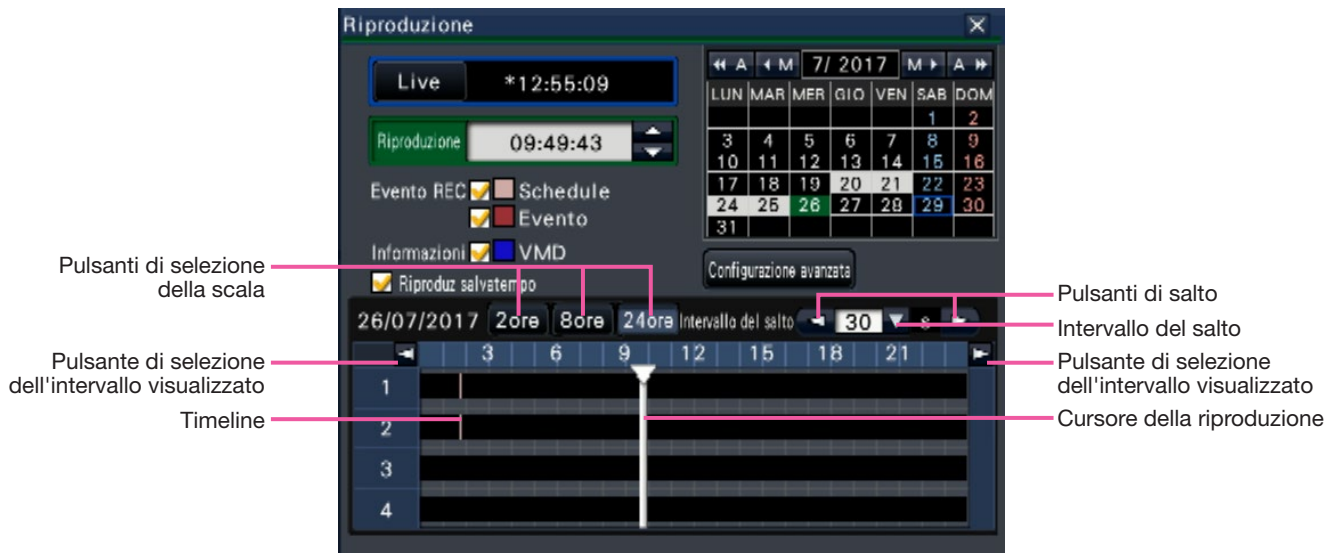 Riproduzione
Live *12:55:09
Riproduzione 09:49:43
Evento REC Schedule
Evento
Informazioni VMD
Riproduz salvatempo
A M 7/ 2017 M A
LUN MAR MER GIO VEN SAB DOM
1 2
3 4 5 6 7 8 9
10 11 12 13 14 15 16
17 18 19 20 21 22 23
24 25 26 27 28 29 30
31
Configurazione avanzata
26/07/2017 2ore 8ore 24ore Intervallo del salto 30 s
3 6 9 12 15 18 21
1
2
3
4
Pulsanti di selezione
della scala
Pulsante di selezione
dell'intervallo visualizzato
Timeline
Pulsanti di salto
Intervallo del salto
Pulsante di selezione
dell'intervallo visualizzato
Cursore della riproduzione